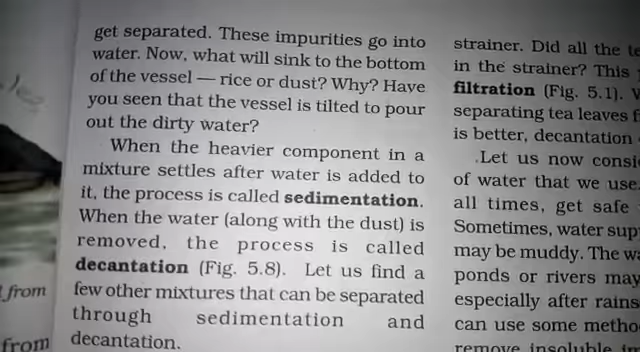 get separated. These impurities go into
water. Now, what will sink to the bottom
of the vessel — rice or dust? Why? Have
you seen that the vessel is tilted to pour
out the dirty water?
When the heavier component in a
mixture settles after water is added to
it, the process is called sedimentation.
When the water (along with the dust) is
removed, the process is called
decantation (Fig. 5.8). Let us find a
few other mixtures that can be separated
through sedimentation and
decantation.
strainer. Did all the
in the strainer? This
filtration (Fig. 5.1).
separating tea leaves
is better, decantation
Let us now
of water that we use
all times, get safe
Sometimes, water
may be muddy. The
ponds or rivers may
especially after rains
can use some
remove insoluble
from
from